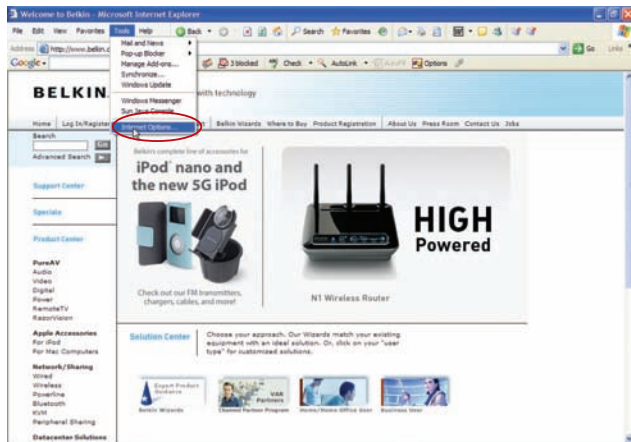 Welcome to Belkin - Microsoft Internet Explorer
File Edit View Favorites Tools Help Back Search Favorites
Address http://www.belkin.c Go Links
Mail and News
Pop-up Blocker
Manage Add-ons...
Synchronize...
Windows Update
Windows Messenger
Sun Java Console
Internet Options...
Google 3 blocked Check AutoLink Options
BELKIN with technology
Home Log In/Register Belkin Wizards Where to Buy Product Registration About Us Press Room Contact Us Jobs
Search
Go
Advanced Search
Support Center
Specials
Product Center
PureAV
Audio
Video
Digital
Power
RemoteTV
RazorVision
Apple Accessories
For iPod
For Mac Computers
Network/Sharing
Wired
Wireless
Powerline
Bluetooth
KVM
Peripheral Sharing
Datacenter Solutions
Belkin's complete line of accessories for
iPod nano and
the new 5G iPod
Check out our FM transmitters,
chargers, cables, and more!
HIGH
Powered
N1 Wireless Router
Solution Center
Choose your approach. Our Wizards match your existing
equipment with an ideal solution. Or, click on your "user
type" for customized solutions.
Expert Product
Guidance
Belkin Wizards
VAR
Partners
Channel Partner Program
Home/Home Office User
Business User